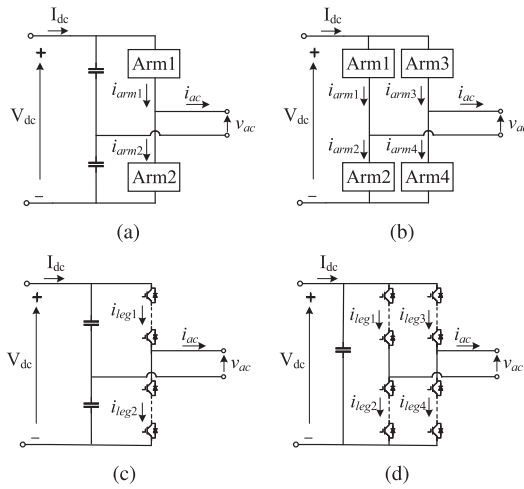 I_dc
+
V_dc
−
Arm1
i_arm1
i_ac
v_ac
i_arm2
Arm2
(a)
I_dc
+
V_dc
−
Arm1 Arm3
i_arm1 i_arm3
i_ac
v_ac
i_arm2 i_arm4
Arm2 Arm4
(b)
I_dc
+
V_dc
−
i_leg1
i_ac
v_ac
i_leg2
(c)
I_dc
+
V_dc
−
i_leg1 i_leg3
i_ac
v_ac
i_leg2 i_leg4
(d)